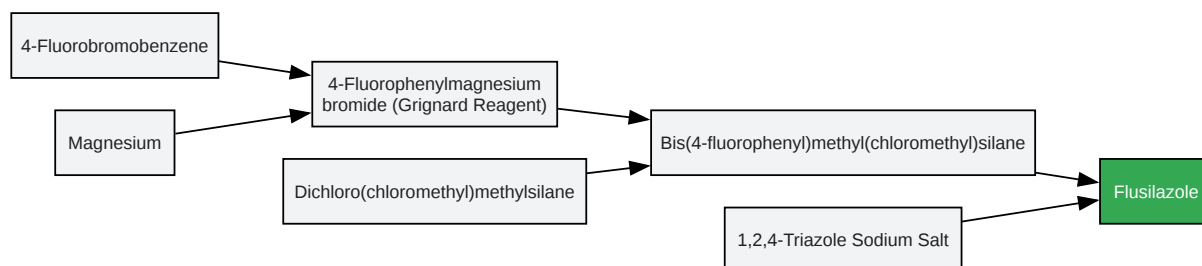 4-Fluorobromobenzene
Magnesium
4-Fluorophenylmagnesium
bromide (Grignard Reagent)
Dichloro(chloromethyl)methylsilane
Bis(4-fluorophenyl)methyl(chloromethyl)silane
1,2,4-Triazole Sodium Salt
Flusilazole